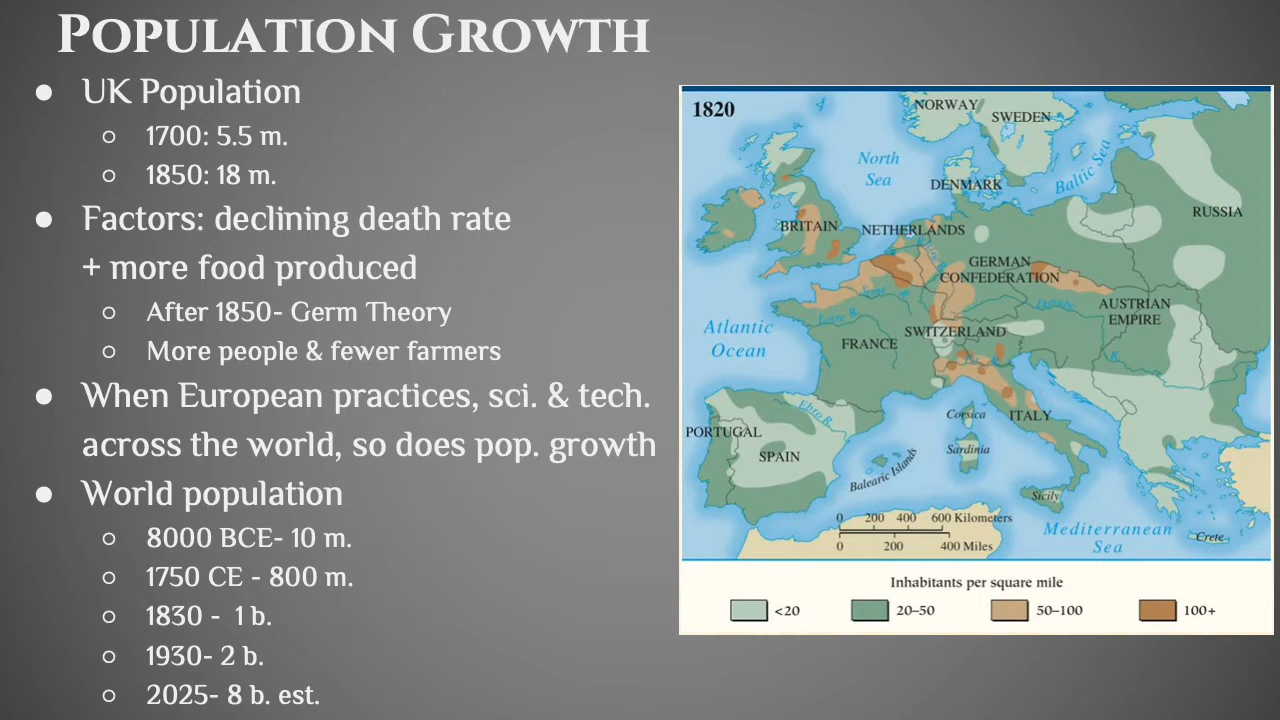 POPULATION GROWTH
● UK Population
○ 1700: 5.5 m.
○ 1850: 18 m.
● Factors: declining death rate
+ more food produced
○ After 1850- Germ Theory
○ More people & fewer farmers
● When European practices, sci. & tech.
across the world, so does pop. growth
● World population
○ 8000 BCE- 10 m.
○ 1750 CE - 800 m.
○ 1830 - 1 b.
○ 1930- 2 b.
○ 2025- 8 b. est.
1820
NORWAY
SWEDEN
North
Sea
Baltic Sea
DENMARK
RUSSIA
BRITAIN
NETHERLANDS
GERMAN
CONFEDERATION
Seine R.
Loire R.
Danube
AUSTRIAN
EMPIRE
Atlantic
Ocean
SWITZERLAND
FRANCE
Ebro R.
Corsica
ITALY
PORTUGAL
SPAIN
Sardinia
Balearic Islands
Sicily
0 200 400 600 Kilometers
0 200 400 Miles
Mediterranean
Sea
Crete
Inhabitants per square mile
<20 20–50 50–100 100+